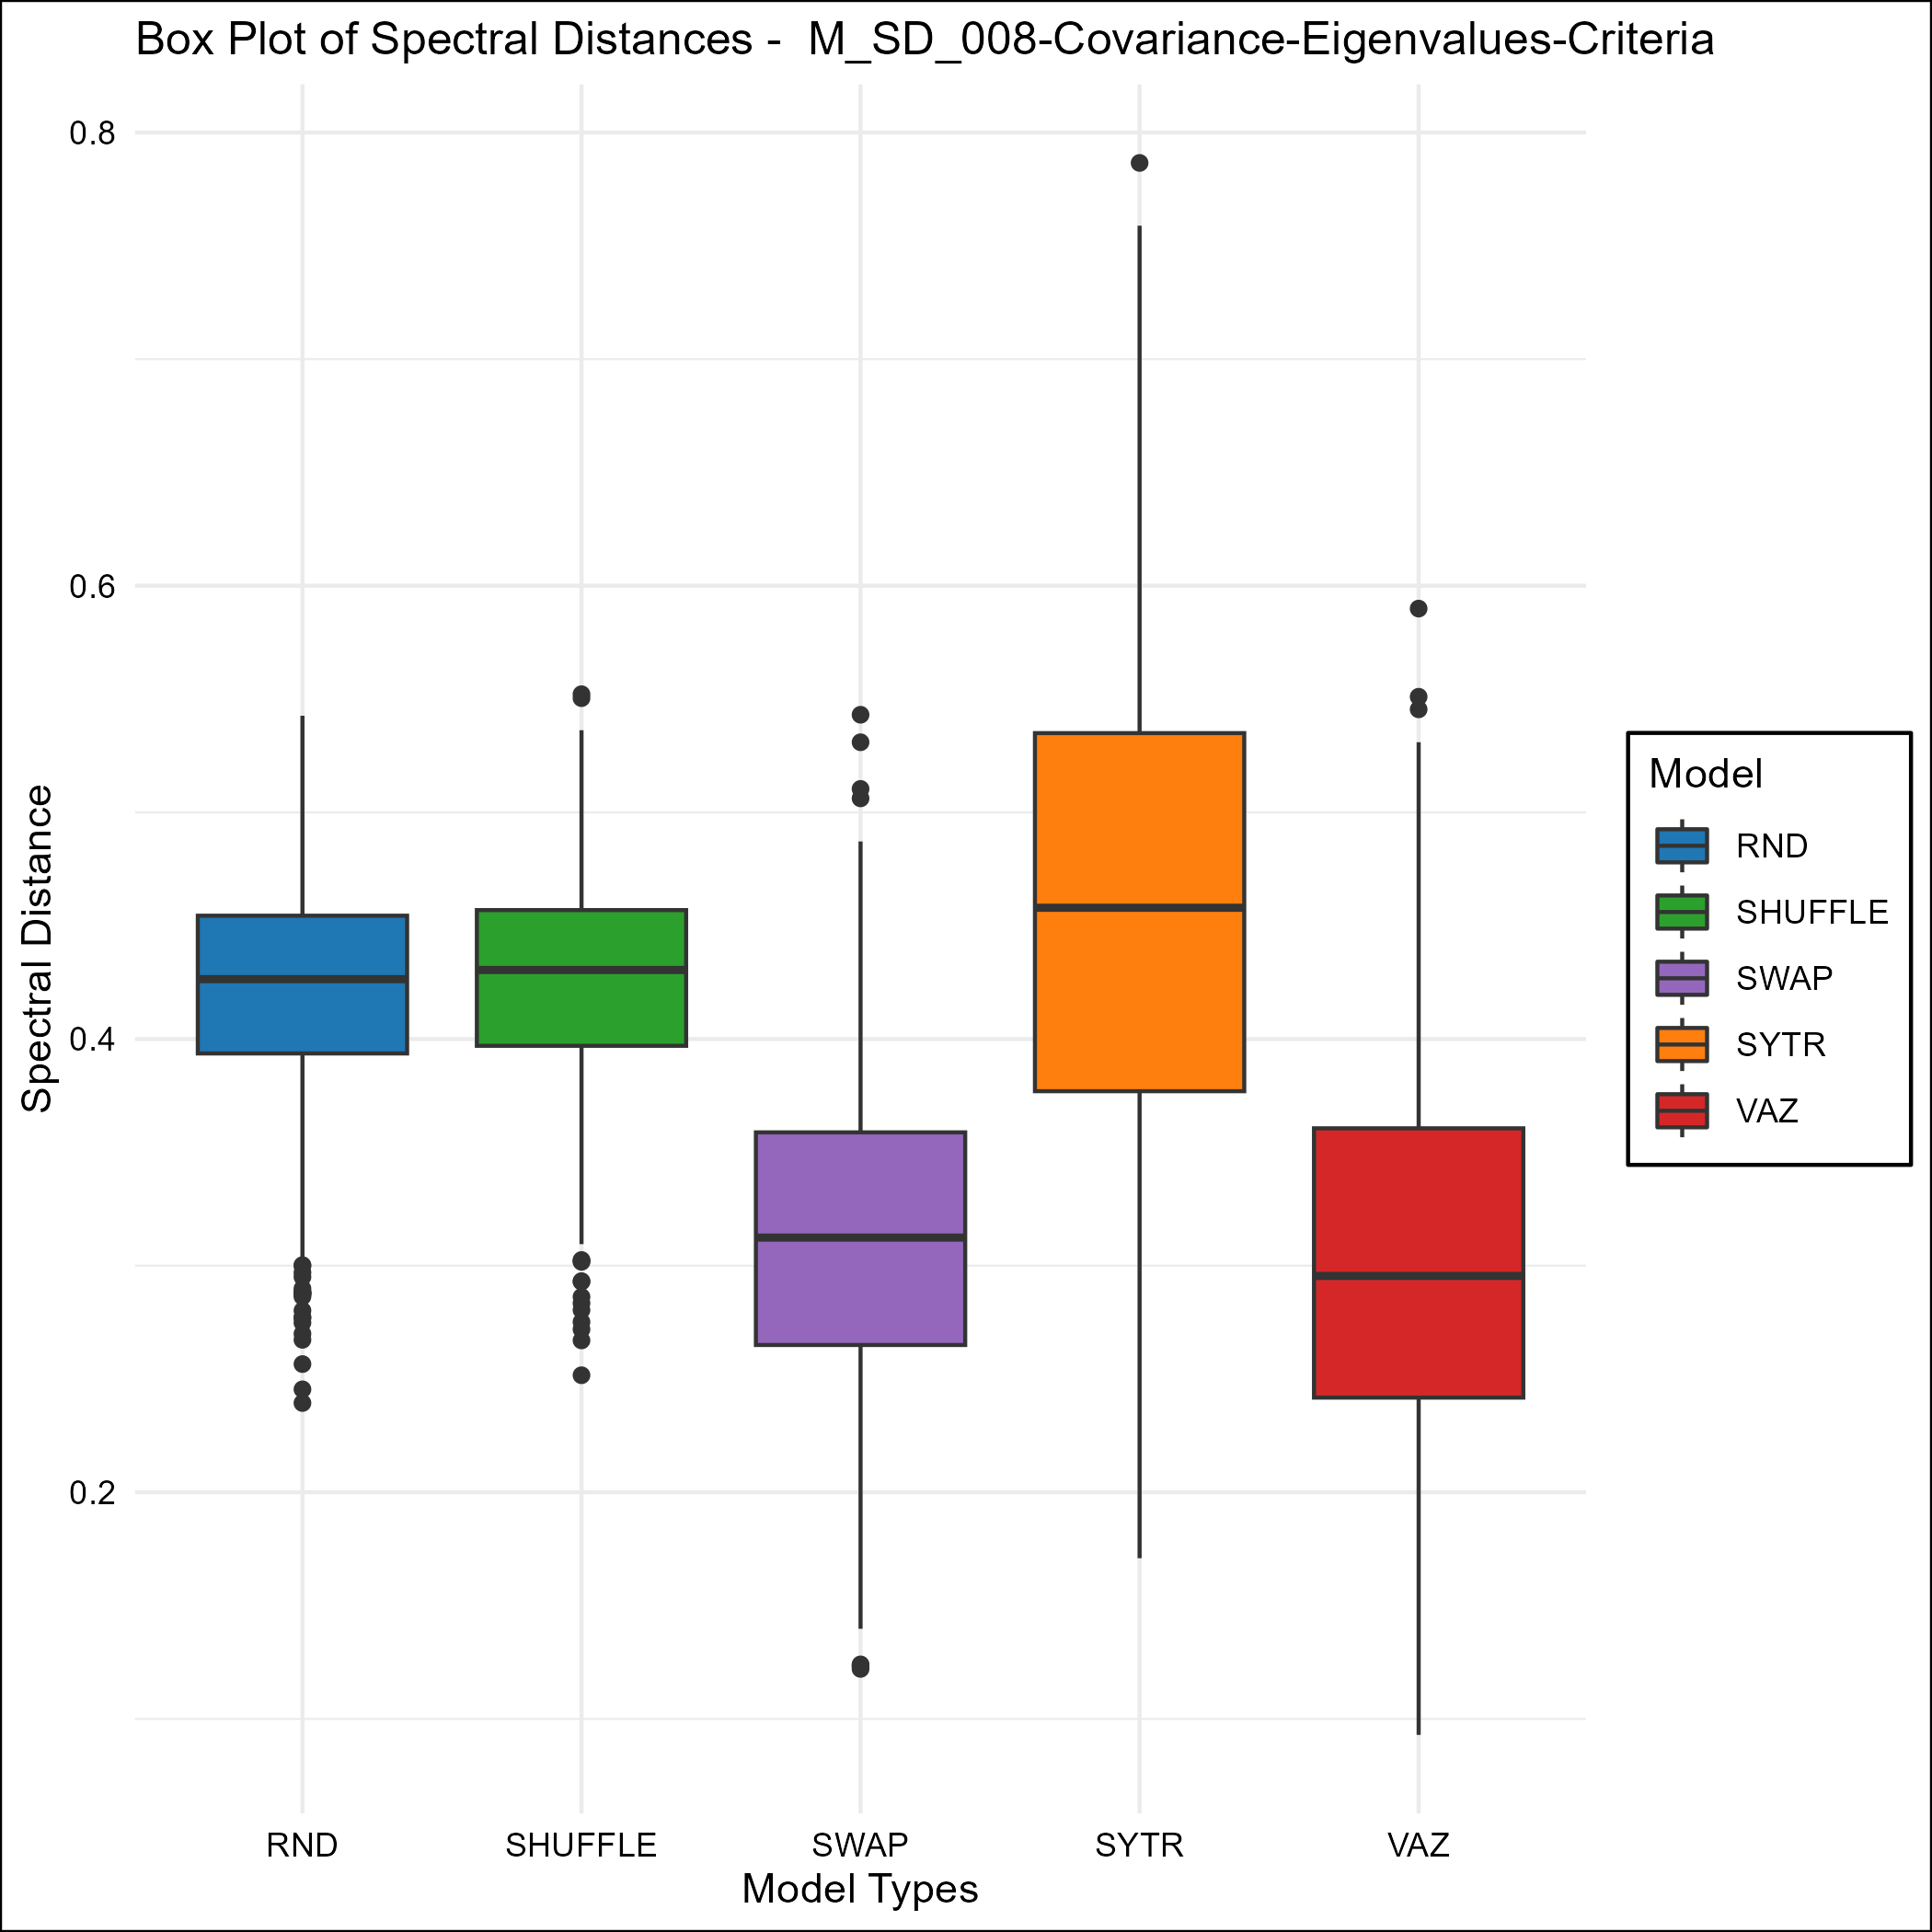 Box Plot of Spectral Distances -  M_SD_008-Covariance-Eigenvalues-Criteria
0.8
0.6
0.4
0.2
Spectral Distance
RND
SHUFFLE
SWAP
SYTR
VAZ
Model Types
Model
RND
SHUFFLE
SWAP
SYTR
VAZ